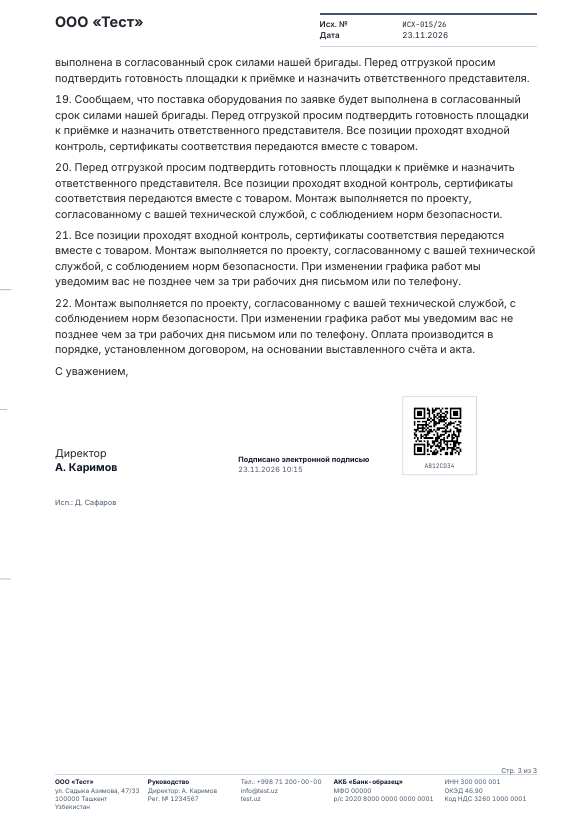 ООО «Тест»
Исх. № ИСХ-015/26
Дата 23.11.2026
выполнена в согласованный срок силами нашей бригады. Перед отгрузкой просим
подтвердить готовность площадки к приёмке и назначить ответственного представителя.
19. Сообщаем, что поставка оборудования по заявке будет выполнена в согласованный
срок силами нашей бригады. Перед отгрузкой просим подтвердить готовность площадки
к приёмке и назначить ответственного представителя. Все позиции проходят входной
контроль, сертификаты соответствия передаются вместе с товаром.
20. Перед отгрузкой просим подтвердить готовность площадки к приёмке и назначить
ответственного представителя. Все позиции проходят входной контроль, сертификаты
соответствия передаются вместе с товаром. Монтаж выполняется по проекту,
согласованному с вашей технической службой, с соблюдением норм безопасности.
21. Все позиции проходят входной контроль, сертификаты соответствия передаются
вместе с товаром. Монтаж выполняется по проекту, согласованному с вашей технической
службой, с соблюдением норм безопасности. При изменении графика работ мы
уведомим вас не позднее чем за три рабочих дня письмом или по телефону.
22. Монтаж выполняется по проекту, согласованному с вашей технической службой, с
соблюдением норм безопасности. При изменении графика работ мы уведомим вас не
позднее чем за три рабочих дня письмом или по телефону. Оплата производится в
порядке, установленном договором, на основании выставленного счёта и акта.
С уважением,
Директор
А. Каримов
Подписано электронной подписью
23.11.2026 10:15
AB12CD34
Исп.: Д. Сафаров
Стр. 3 из 3
ООО «Тест»
ул. Садыка Азимова, 47/33
100000 Ташкент
Узбекистан
Руководство
Директор: А. Каримов
Рег. № 1234567
Тел.: +998 71 200-00-00
info@test.uz
test.uz
АКБ «Банк-образец»
МФО 00000
р/с 2020 8000 0000 0000 0001
ИНН 300 000 001
ОКЭД 46.90
Код НДС 3260 1000 0001